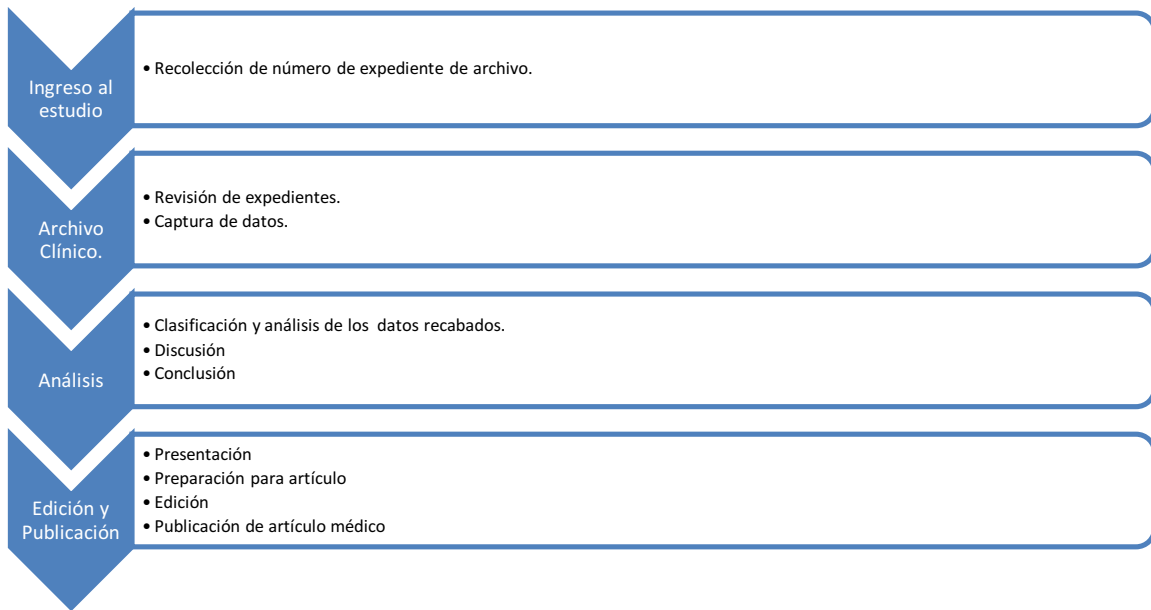 Ingreso al
estudio
• Recolección de número de expediente de archivo.
Archivo
Clínico.
• Revisión de expedientes.
• Captura de datos.
Análisis
• Clasificación y análisis de los datos recabados.
• Discusión
• Conclusión
Edición y
Publicación
• Presentación
• Preparación para artículo
• Edición
• Publicación de artículo médico